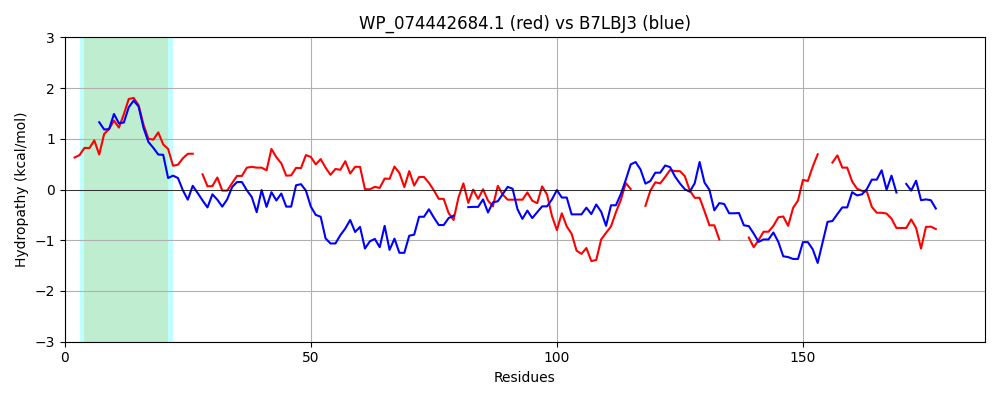 WP_074442684.1 (red) vs B7LBJ3 (blue)
Hydropathy (kcal/mol)
3
2
1
0
−1
−2
−3
0 50 100 150
Residues